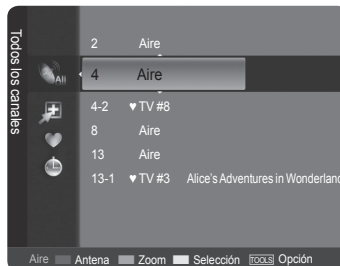 Todos los canales
All
2 Aire
4 Aire
4-2 ♥ TV #8
8 Aire
13 Aire
13-1 ♥ TV #3 Alice's Adventures in Wonderland
Aire Antena Zoom Selección TOOLS Opción